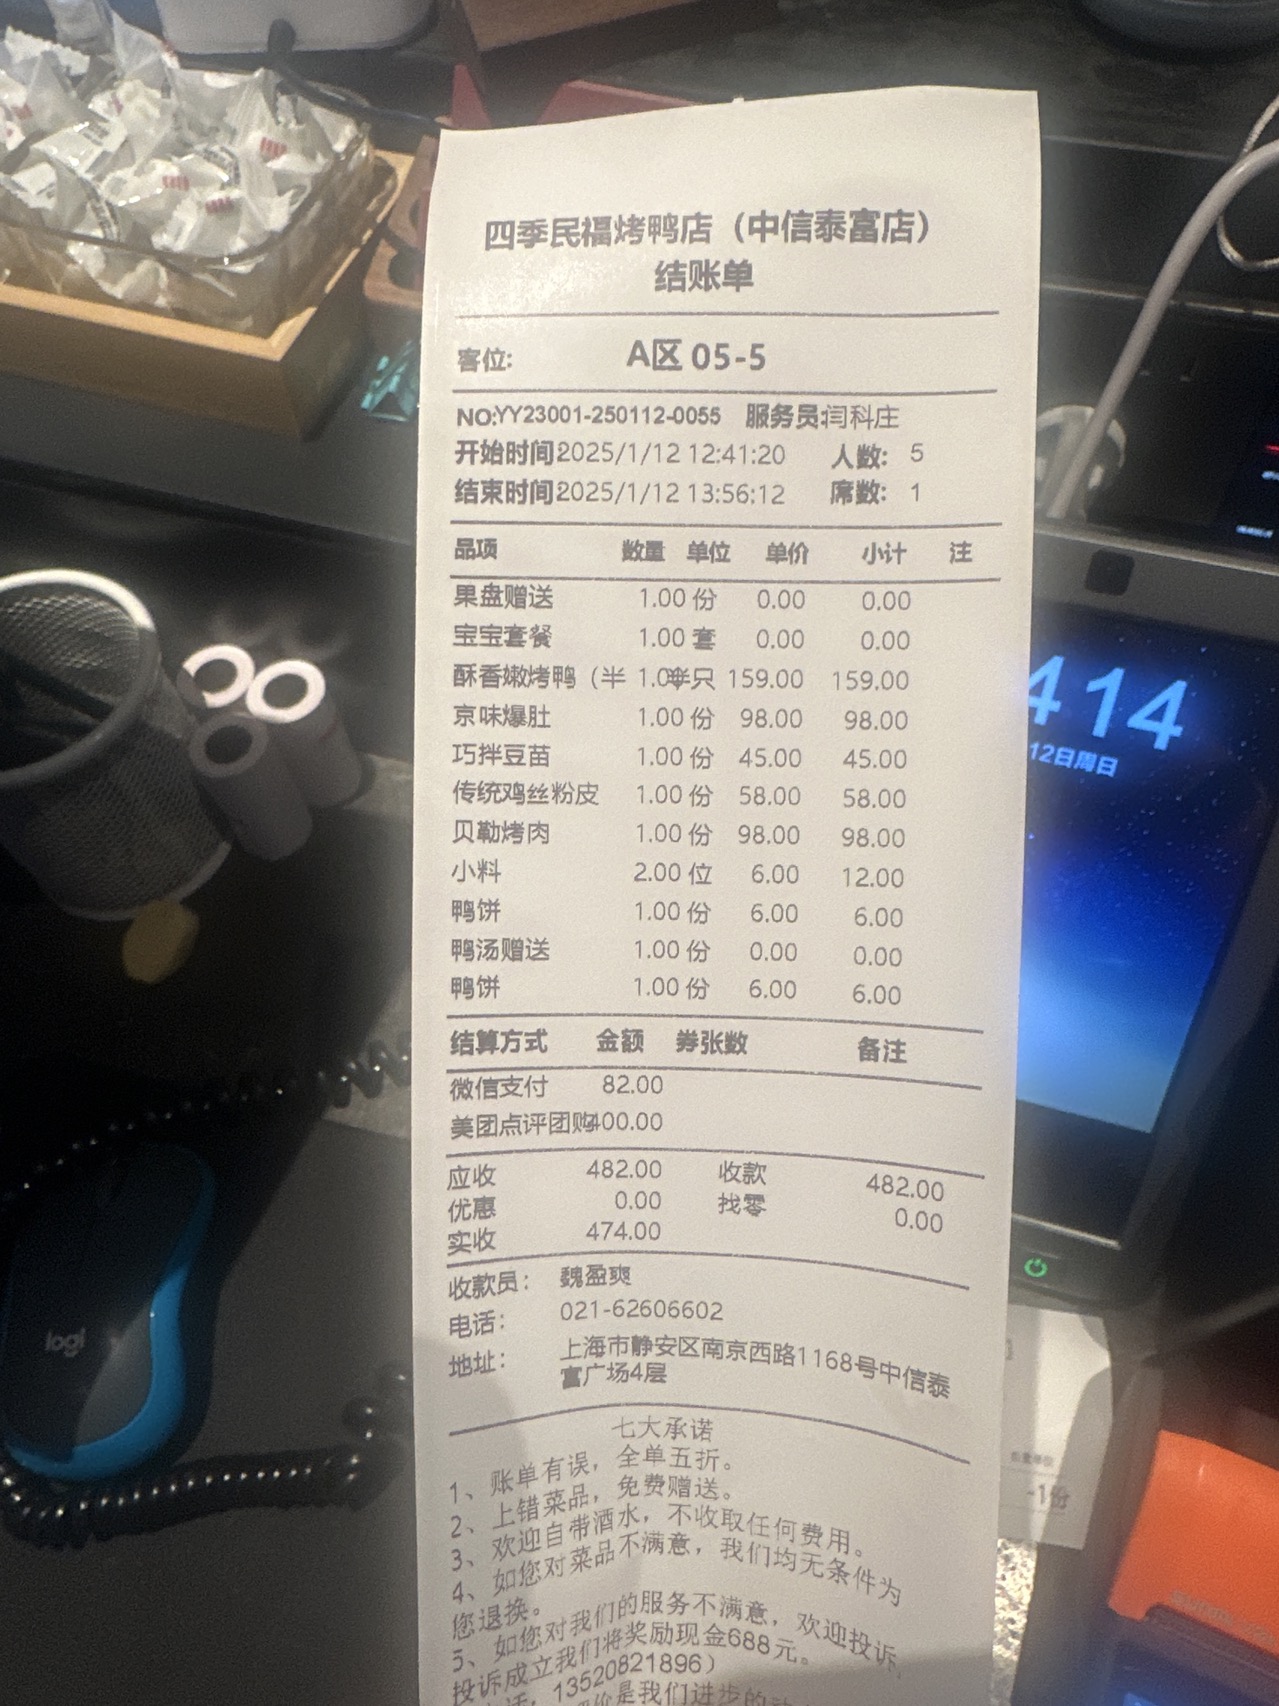 四季民福烤鸭店（中信泰富店）
结账单
客位: A区 05-5
NO:YY23001-250112-0055 服务员:闫科庄
开始时间2025/1/12 12:41:20 人数: 5
结束时间2025/1/12 13:56:12 席数: 1
品项 数量 单位 单价 小计 注
果盘赠送 1.00 份 0.00 0.00
宝宝套餐 1.00 套 0.00 0.00
酥香嫩烤鸭（半 1.0半只 159.00 159.00
京味爆肚 1.00 份 98.00 98.00
巧拌豆苗 1.00 份 45.00 45.00
传统鸡丝粉皮 1.00 份 58.00 58.00
贝勒烤肉 1.00 份 98.00 98.00
小料 2.00 位 6.00 12.00
鸭饼 1.00 份 6.00 6.00
鸭汤赠送 1.00 份 0.00 0.00
鸭饼 1.00 份 6.00 6.00
结算方式 金额 券张数 备注
微信支付 82.00
美团点评团购400.00
应收 482.00 收款 482.00
优惠 0.00 找零 0.00
实收 474.00
收款员: 魏盈爽
电话: 021-62606602
地址: 上海市静安区南京西路1168号中信泰
富广场4层
七大承诺
1、账单有误，全单五折。
2、上错菜品，免费赠送。
3、欢迎自带酒水，不收取任何费用。
4、如您对菜品不满意，我们均无条件为
您退换。
5、如您对我们的服务不满意，欢迎投诉，
投诉成立我们将奖励现金688元。
话，13520821896）
是我们进步的动
414
12日周日
logi
-1份